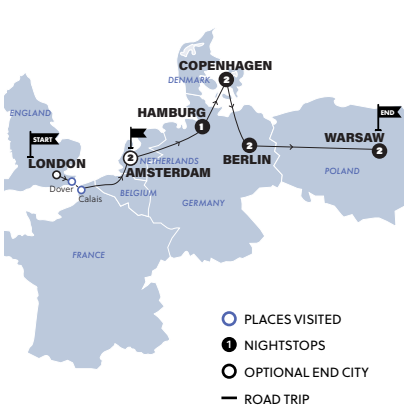 COPENHAGEN
2
DENMARK
HAMBURG
1
ENGLAND
START
END
LONDON
2
NETHERLANDS
AMSTERDAM
2
BERLIN
WARSAW
2
POLAND
Dover
Calais
BELGIUM
GERMANY
FRANCE
PLACES VISITED
1 NIGHTSTOPS
OPTIONAL END CITY
ROAD TRIP